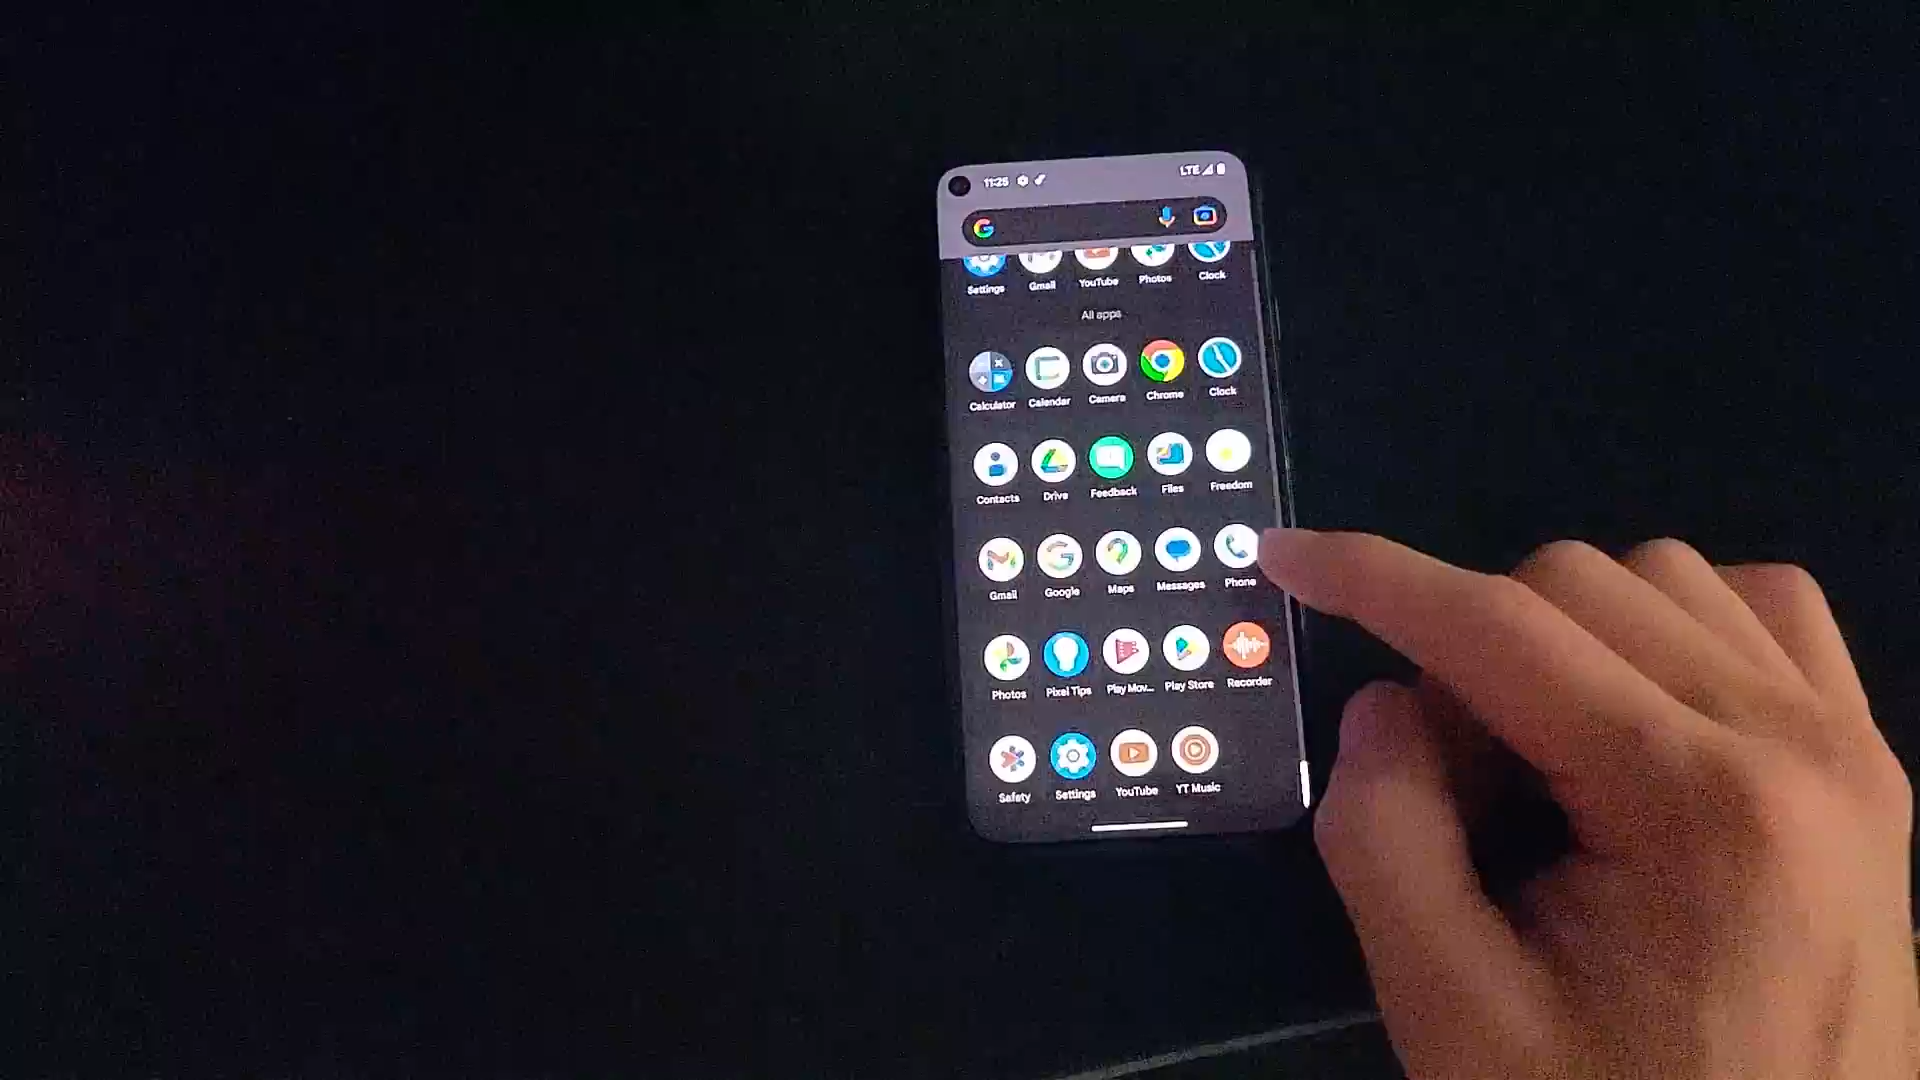 11:25 LTE
Settings Gmail YouTube Photos Clock
All apps
Calculator Calendar Camera Chrome Clock
Contacts Drive Feedback Files Freedom
Gmail Google Maps Messages Phone
Photos Pixel Tips Play Mov... Play Store Recorder
Safety Settings YouTube YT Music